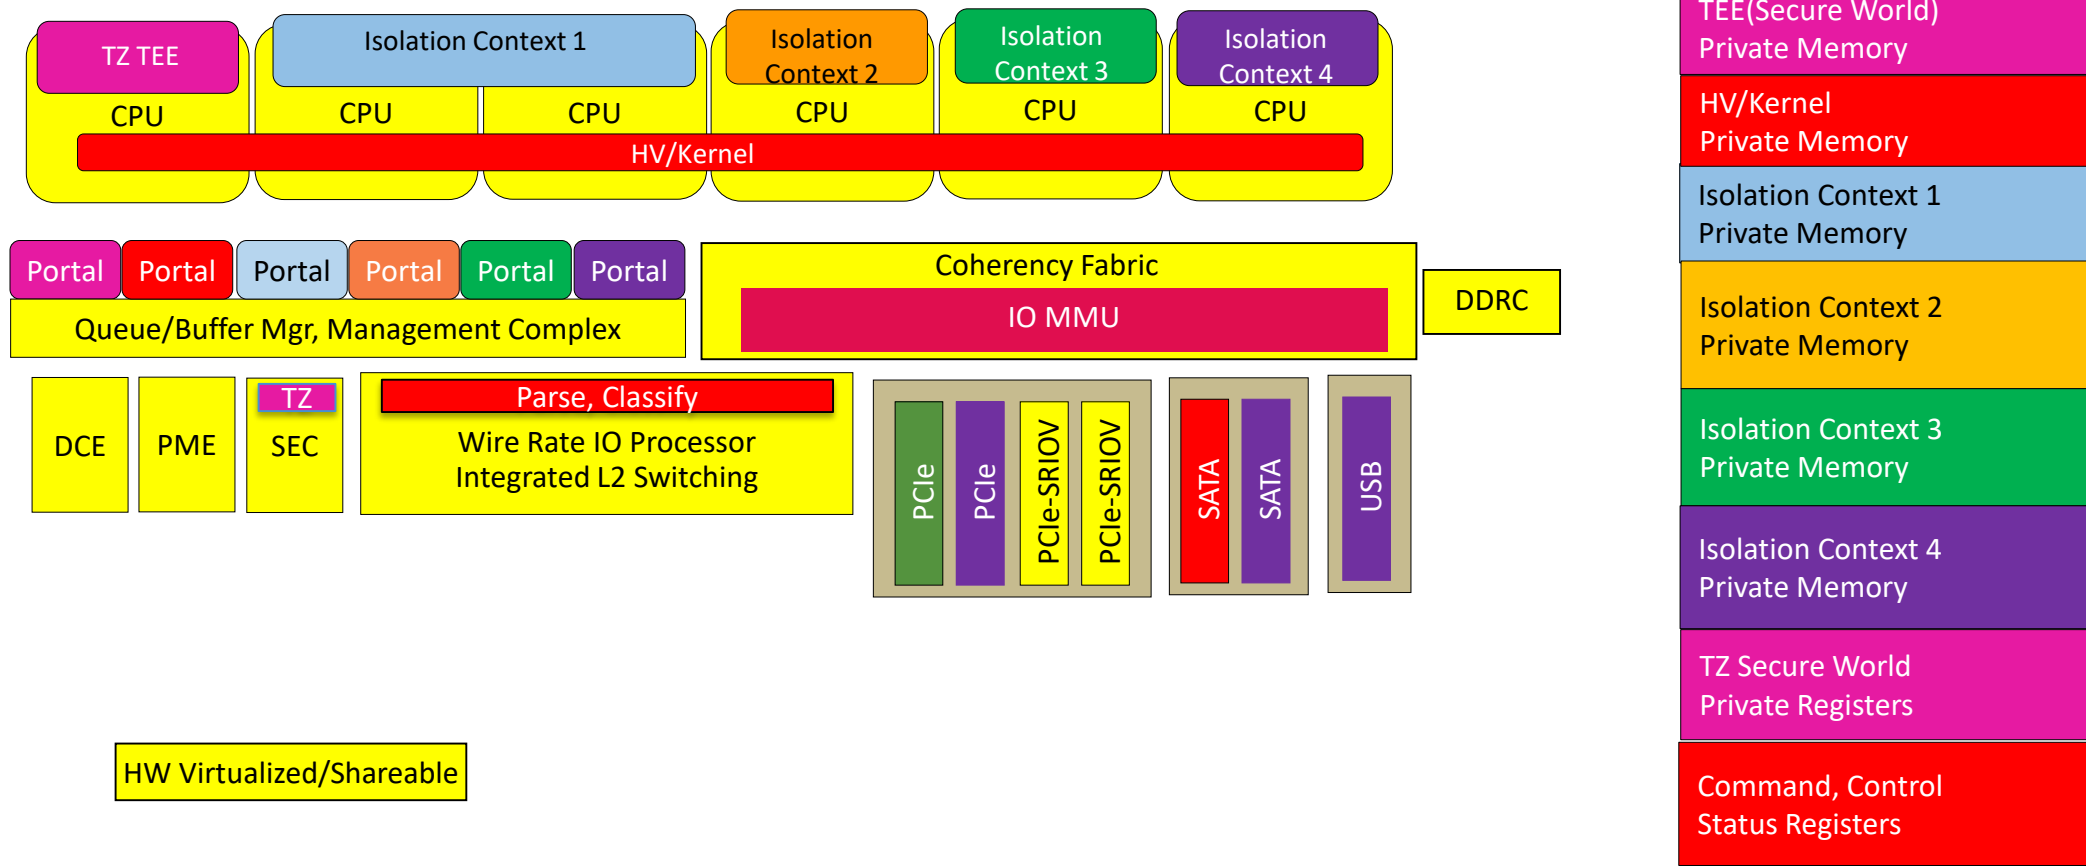 TZ TEE
Isolation Context 1
Isolation
Context 2
Isolation
Context 3
Isolation
Context 4
CPU
CPU
CPU
CPU
CPU
CPU
HV/Kernel
Portal
Portal
Portal
Portal
Portal
Portal
Queue/Buffer Mgr, Management Complex
Coherency Fabric
IO MMU
DDRC
DCE
PME
TZ
SEC
Parse, Classify
Wire Rate IO Processor
Integrated L2 Switching
PCIe
PCIe
PCIe-SRIOV
PCIe-SRIOV
SATA
SATA
USB
HW Virtualized/Shareable
TEE(Secure World)
Private Memory
HV/Kernel
Private Memory
Isolation Context 1
Private Memory
Isolation Context 2
Private Memory
Isolation Context 3
Private Memory
Isolation Context 4
Private Memory
TZ Secure World
Private Registers
Command, Control
Status Registers